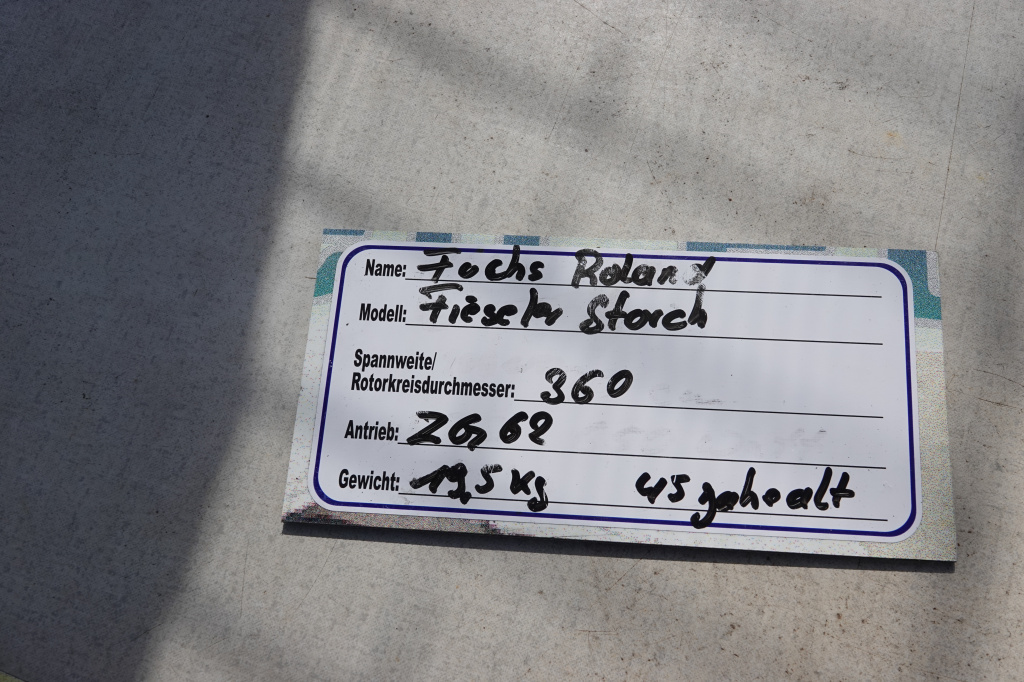 Name: Fuchs Roland
Modell: Fieseler Storch
Spannweite/
Rotorkreisdurchmesser: 360
Antrieb: ZG 62
Gewicht: 19,5 kg 45 jahre alt